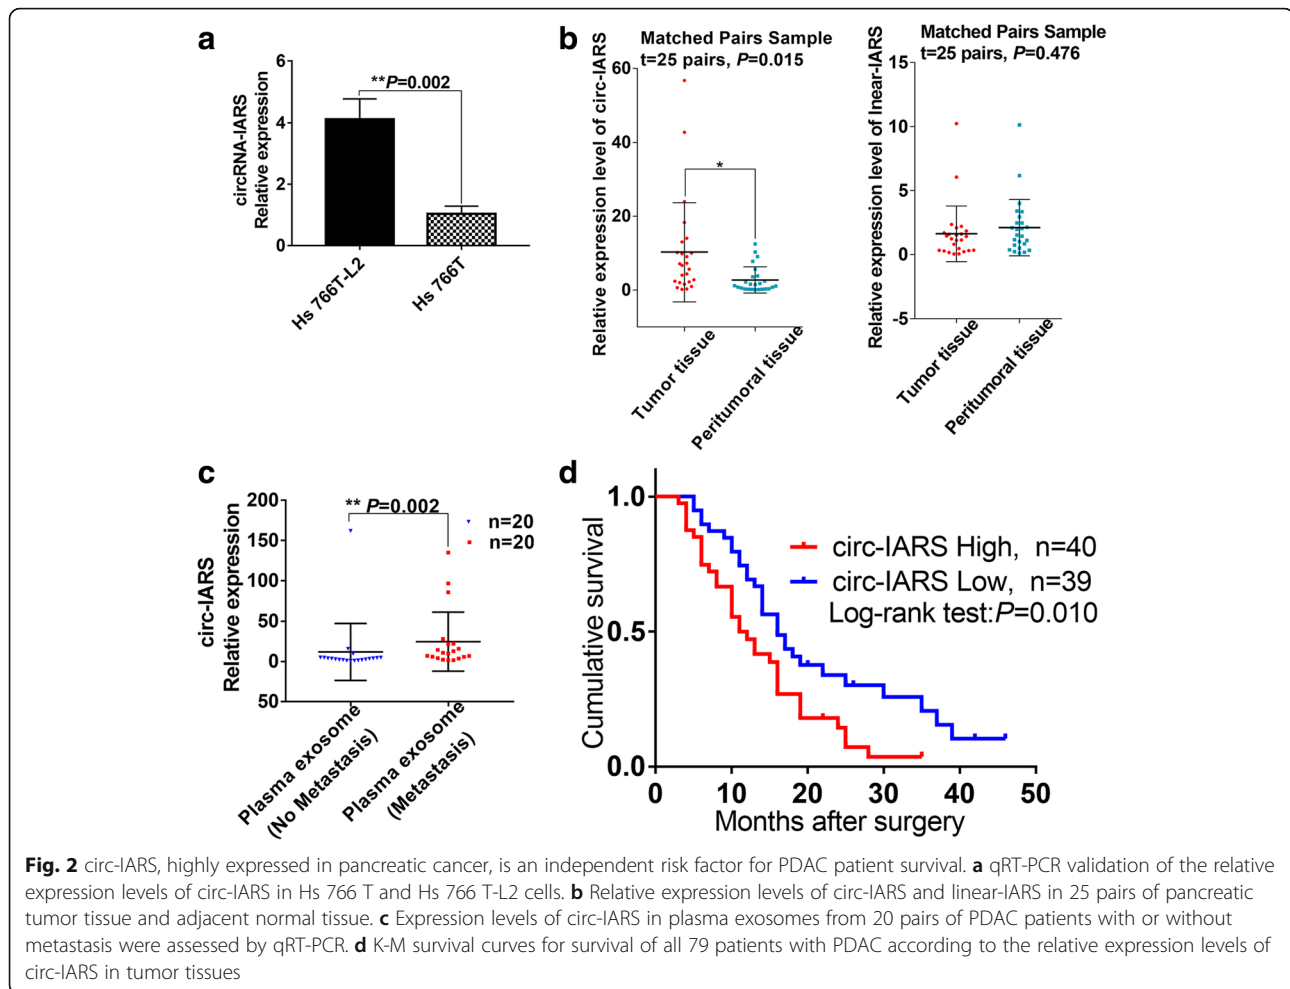 a
circRNA-IARS
Relative expression
6
4
2
0
**P=0.002
Hs 766T-L2
Hs 766T
b
Matched Pairs Sample
t=25 pairs, P=0.015
Relative expression level of circ-IARS
60
40
20
0
*
Tumor tissue
Peritumoral tissue
Matched Pairs Sample
t=25 pairs, P=0.476
Relative expression level of lnear-IARS
15
10
5
0
-5
Tumor tissue
Peritumoral tissue
c
circ-IARS
Relative expression
200
150
100
50
0
50
** P=0.002
n=20
n=20
Plasma exosome
(No Metastasis)
Plasma exosome
(Metastasis)
d
Cumulative survival
1.0
0.5
0.0
circ-IARS High, n=40
circ-IARS Low, n=39
Log-rank test:P=0.010
0 10 20 30 40 50
Months after surgery
Fig. 2 circ-IARS, highly expressed in pancreatic cancer, is an independent risk factor for PDAC patient survival. a qRT-PCR validation of the relative
expression levels of circ-IARS in Hs 766 T and Hs 766 T-L2 cells. b Relative expression levels of circ-IARS and linear-IARS in 25 pairs of pancreatic
tumor tissue and adjacent normal tissue. c Expression levels of circ-IARS in plasma exosomes from 20 pairs of PDAC patients with or without
metastasis were assessed by qRT-PCR. d K-M survival curves for survival of all 79 patients with PDAC according to the relative expression levels of
circ-IARS in tumor tissues